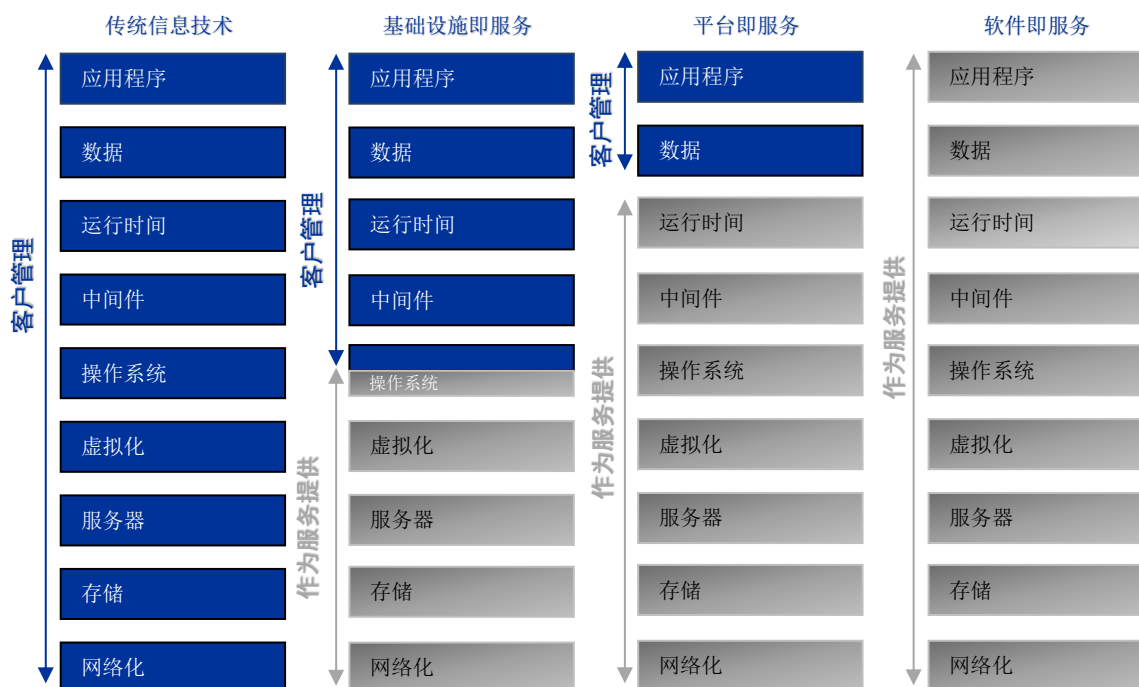 传统信息技术
客户管理
应用程序
数据
运行时间
中间件
操作系统
虚拟化
服务器
存储
网络化
基础设施即服务
客户管理
作为服务提供
应用程序
数据
运行时间
中间件
操作系统
虚拟化
服务器
存储
网络化
平台即服务
客户管理
作为服务提供
应用程序
数据
运行时间
中间件
操作系统
虚拟化
服务器
存储
网络化
软件即服务
作为服务提供
应用程序
数据
运行时间
中间件
操作系统
虚拟化
服务器
存储
网络化